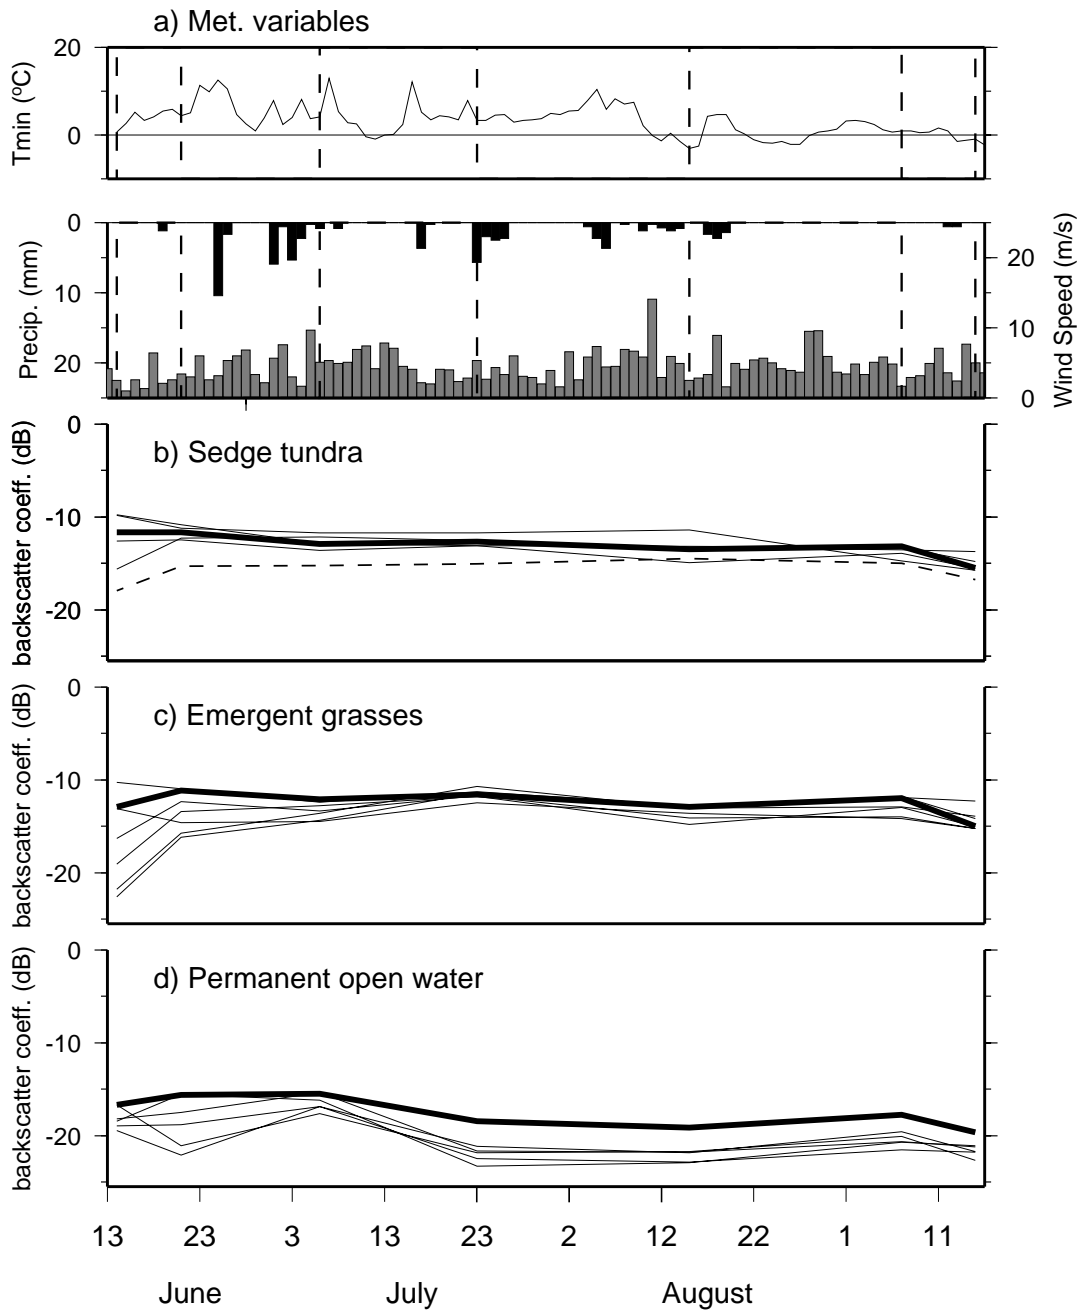 a) Met. variables
20
0
Tmin (ºC)
0
10
20
Precip. (mm)
20
10
0
Wind Speed (m/s)
b) Sedge tundra
0
-10
-20
backscatter coeff. (dB)
c) Emergent grasses
0
-10
-20
backscatter coeff. (dB)
d) Permanent open water
0
-10
-20
backscatter coeff. (dB)
13 23 3 13 23 2 12 22 1 11
June July August